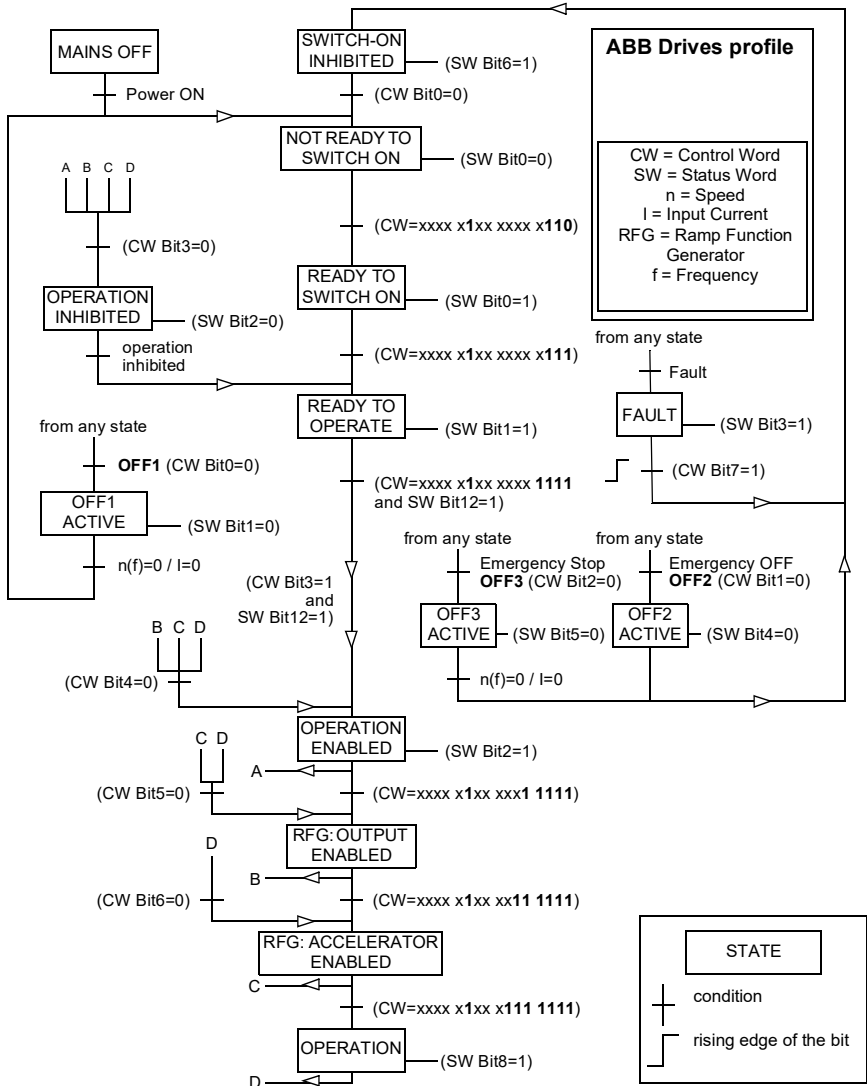 MAINS OFF
Power ON
SWITCH-ON
INHIBITED
(SW Bit6=1)
(CW Bit0=0)
NOT READY TO
SWITCH ON
(SW Bit0=0)
A B C D
(CW Bit3=0)
OPERATION
INHIBITED
(SW Bit2=0)
operation
inhibited
(CW=xxxx x1xx xxxx x110)
READY TO
SWITCH ON
(SW Bit0=1)
(CW=xxxx x1xx xxxx x111)
READY TO
OPERATE
(SW Bit1=1)
(CW=xxxx x1xx xxxx 1111
and SW Bit12=1)
from any state
OFF1 (CW Bit0=0)
OFF1
ACTIVE
(SW Bit1=0)
n(f)=0 / I=0
(CW Bit3=1
and
SW Bit12=1)
ABB Drives profile
CW = Control Word
SW = Status Word
n = Speed
I = Input Current
RFG = Ramp Function
Generator
f = Frequency
from any state
Fault
FAULT
(SW Bit3=1)
(CW Bit7=1)
from any state
Emergency Stop
OFF3 (CW Bit2=0)
OFF3
ACTIVE
(SW Bit5=0)
n(f)=0 / I=0
from any state
Emergency OFF
OFF2 (CW Bit1=0)
OFF2
ACTIVE
(SW Bit4=0)
B C D
(CW Bit4=0)
OPERATION
ENABLED
(SW Bit2=1)
A
C D
(CW Bit5=0)
(CW=xxxx x1xx xxx1 1111)
RFG: OUTPUT
ENABLED
B
D
(CW Bit6=0)
(CW=xxxx x1xx xx11 1111)
RFG: ACCELERATOR
ENABLED
C
(CW=xxxx x1xx x111 1111)
OPERATION
(SW Bit8=1)
D
STATE
condition
rising edge of the bit